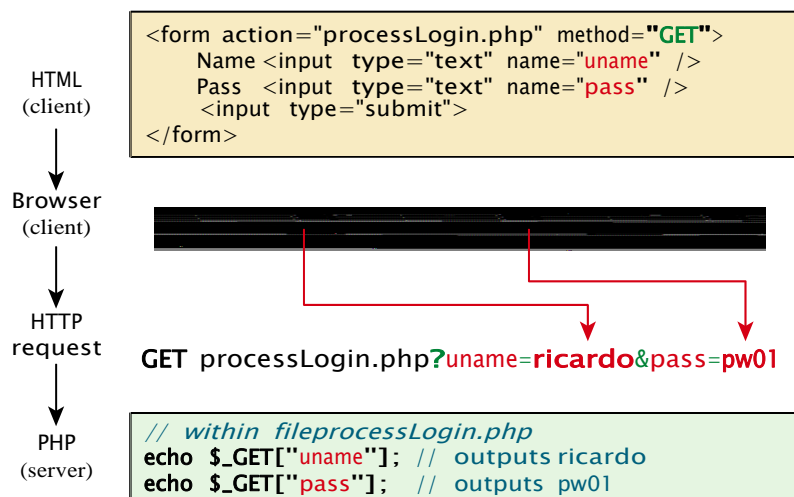 <form action="processLogin.php" method="GET">
Name <input type="text" name="uname" />
Pass <input type="text" name="pass" />
<input type="submit">
</form>
HTML
(client)
Browser
(client)
HTTP
request
GET processLogin.php?uname=ricardo&pass=pw01
PHP
(server)
// within fileprocessLogin.php
echo $_GET["uname"]; // outputs ricardo
echo $_GET["pass"]; // outputs pw01